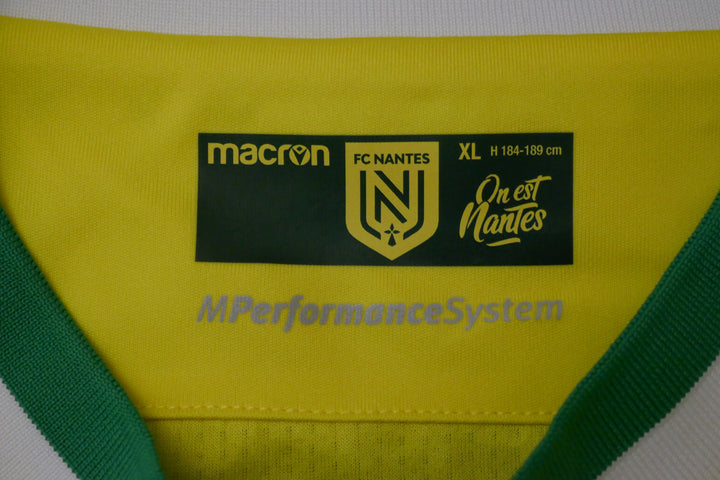 macron
FC NANTES
N
XL H 184-189 cm
On est
Nantes
MPerformanceSystem